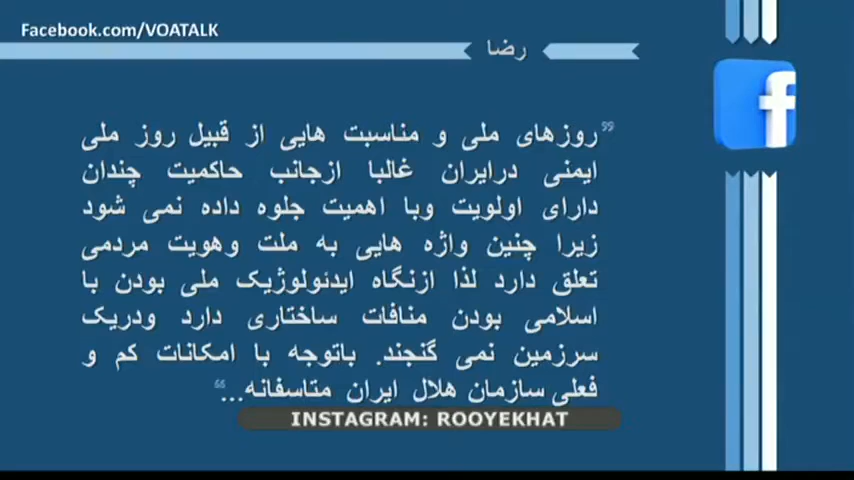 Facebook.com/VOATALK
رضا
"روزهای ملی و مناسبت هایی از قبیل روز ملی
ایمنی درایران غالبا ازجانب حاکمیت چندان
دارای اولویت وبا اهمیت جلوه داده نمی شود
زیرا چنین واژه هایی به ملت وهویت مردمی
تعلق دارد لذا ازنگاه ایدئولوژیک ملی بودن با
اسلامی بودن منافات ساختاری دارد ودریک
سرزمین نمی گنجند. باتوجه با امکانات کم و
فعلی سازمان هلال ایران متاسفانه..."
INSTAGRAM: ROOYEKHAT